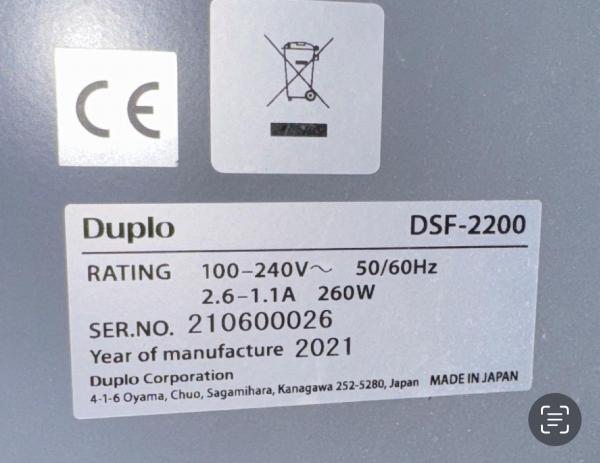 CE
Duplo DSF-2200
RATING 100-240V～ 50/60Hz
2.6-1.1A 260W
SER.NO. 210600026
Year of manufacture 2021
Duplo Corporation
4-1-6 Oyama, Chuo, Sagamihara, Kanagawa 252-5280, Japan MADE IN JAPAN